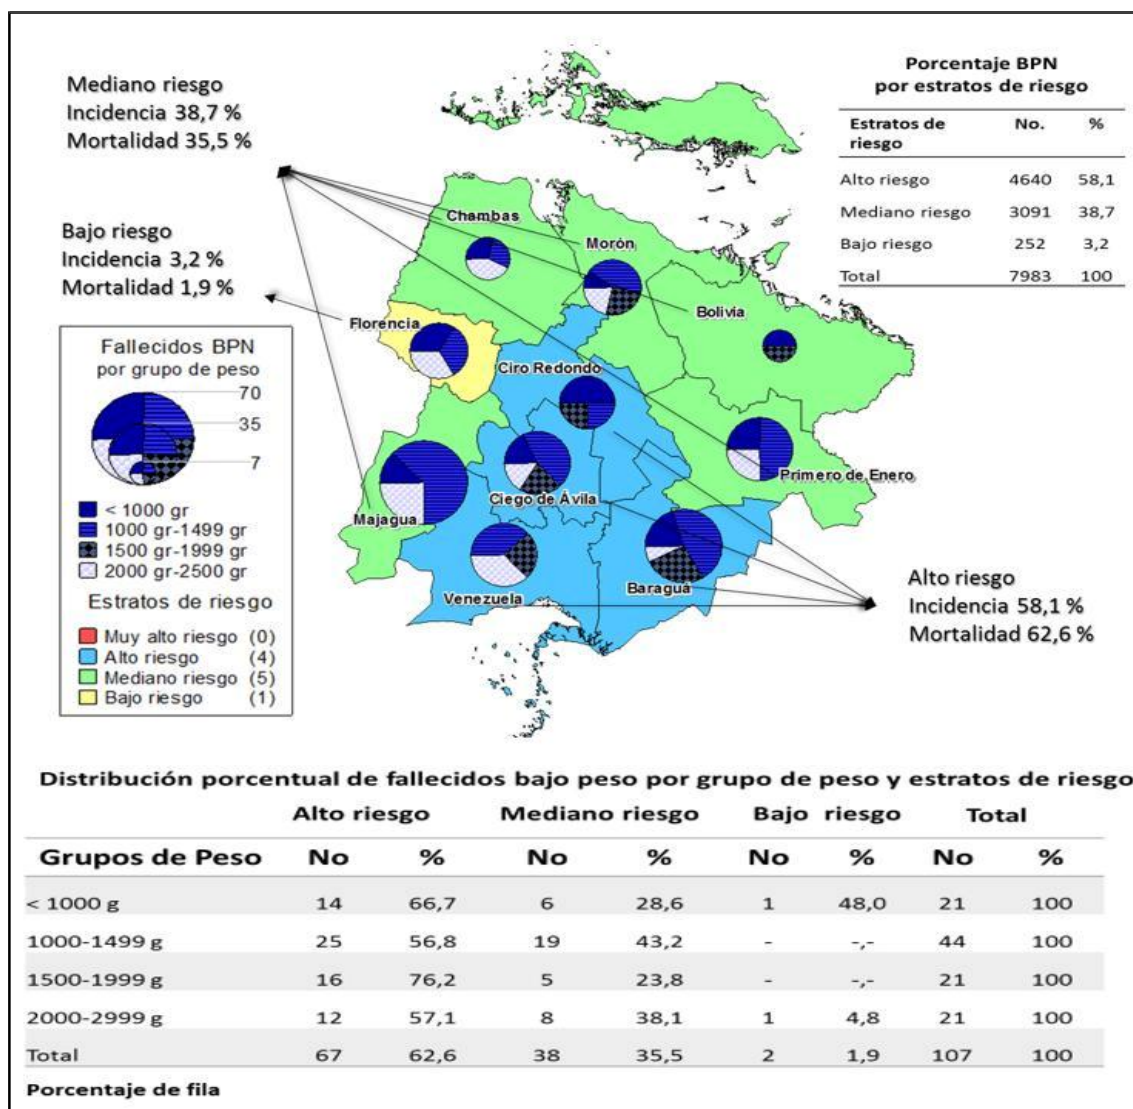 Mediano riesgo
Incidencia 38,7 %
Mortalidad 35,5 %
Porcentaje BPN
por estratos de riesgo
Estratos de riesgo No. %
Alto riesgo 4640 58,1
Mediano riesgo 3091 38,7
Bajo riesgo 252 3,2
Total 7983 100
Bajo riesgo
Incidencia 3,2 %
Mortalidad 1,9 %
Chambas
Morón
Bolivia
Florencia
Ciro Redondo
Primero de Enero
Ciego de Ávila
Majagua
Venezuela
Baraguá
Fallecidos BPN
por grupo de peso
70
35
7
< 1000 gr
1000 gr-1499 gr
1500 gr-1999 gr
2000 gr-2500 gr
Estratos de riesgo
Muy alto riesgo (0)
Alto riesgo (4)
Mediano riesgo (5)
Bajo riesgo (1)
Alto riesgo
Incidencia 58,1 %
Mortalidad 62,6 %
Distribución porcentual de fallecidos bajo peso por grupo de peso y estratos de riesgo
Alto riesgo Mediano riesgo Bajo riesgo Total
Grupos de Peso No % No % No % No %
< 1000 g 14 66,7 6 28,6 1 48,0 21 100
1000-1499 g 25 56,8 19 43,2 - -,- 44 100
1500-1999 g 16 76,2 5 23,8 - -,- 21 100
2000-2999 g 12 57,1 8 38,1 1 4,8 21 100
Total 67 62,6 38 35,5 2 1,9 107 100
Porcentaje de fila